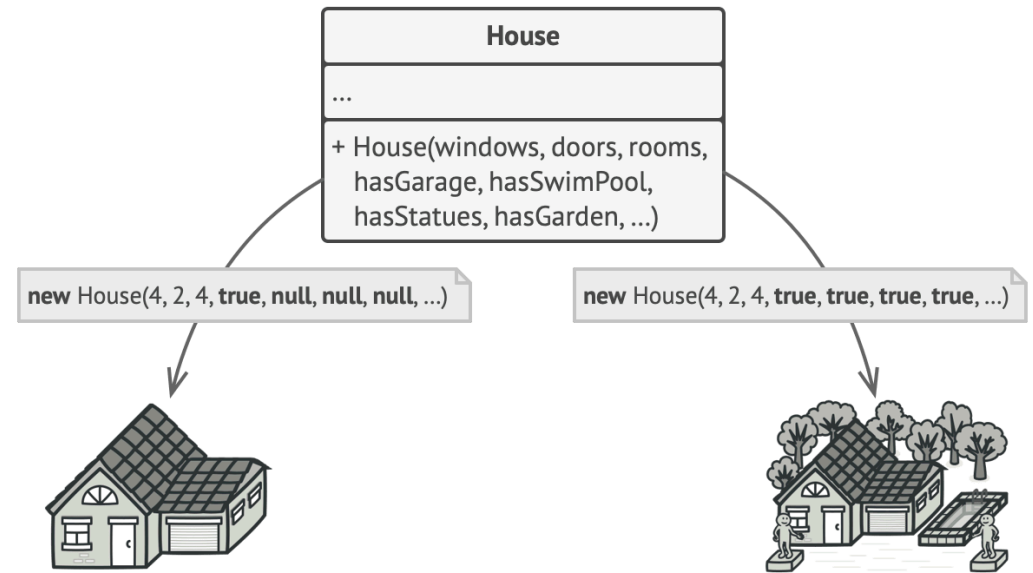 House
...
+ House(windows, doors, rooms,
hasGarage, hasSwimPool,
hasStatues, hasGarden, ...)
new House(4, 2, 4, true, null, null, null, ...)
new House(4, 2, 4, true, true, true, true, ...)